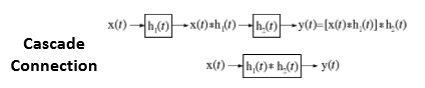 x(t) h₁(t) x(t)*h₁(t) h₂(t) y(t)=[x(t)*h₁(t)]*h₂(t)
Cascade
Connection
x(t) h₁(t)* h₂(t) y(t)